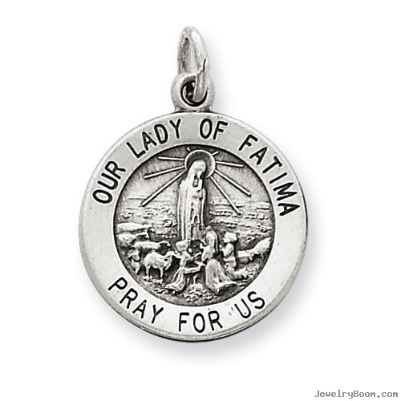 OUR LADY OF FATIMA
PRAY FOR US
JewelryBoom.com